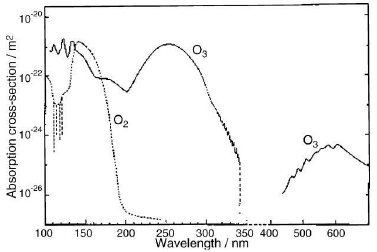 Absorption cross-section / m²
10⁻²⁰
10⁻²²
10⁻²⁴
10⁻²⁶
O₃
O₂
O₃
100 150 200 250 300 350 400 500 600
Wavelength / nm